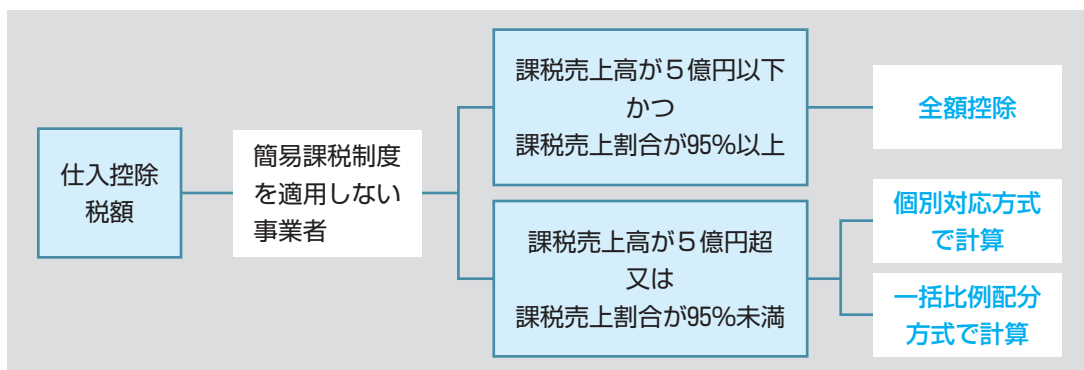 仕入控除
税額
簡易課税制度
を適用しない
事業者
課税売上高が５億円以下
かつ
課税売上割合が95%以上
全額控除
課税売上高が５億円超
又は
課税売上割合が95%未満
個別対応方式
で計算
一括比例配分
方式で計算